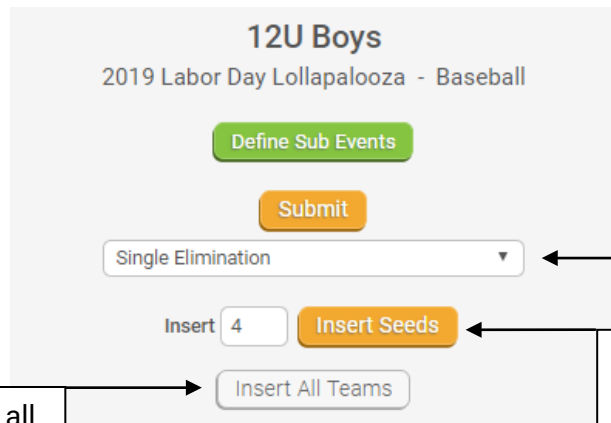 12U Boys
2019 Labor Day Lollapalooza - Baseball
Define Sub Events
Submit
Single Elimination
Insert 4 Insert Seeds
Insert All Teams
all